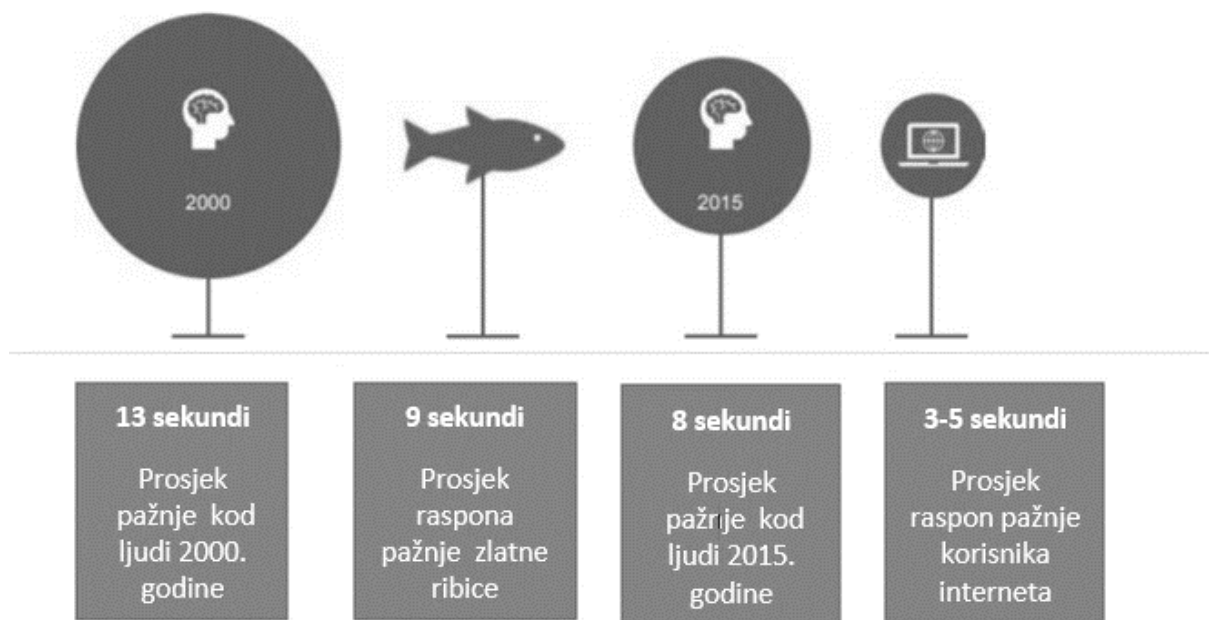 2000
2015
13 sekundi
Prosjek
pažnje kod
ljudi 2000.
godine
9 sekundi
Prosjek
raspona
pažnje zlatne
ribice
8 sekundi
Prosjek
pažnje kod
ljudi 2015.
godine
3-5 sekundi
Prosjek
raspon pažnje
korisnika
interneta